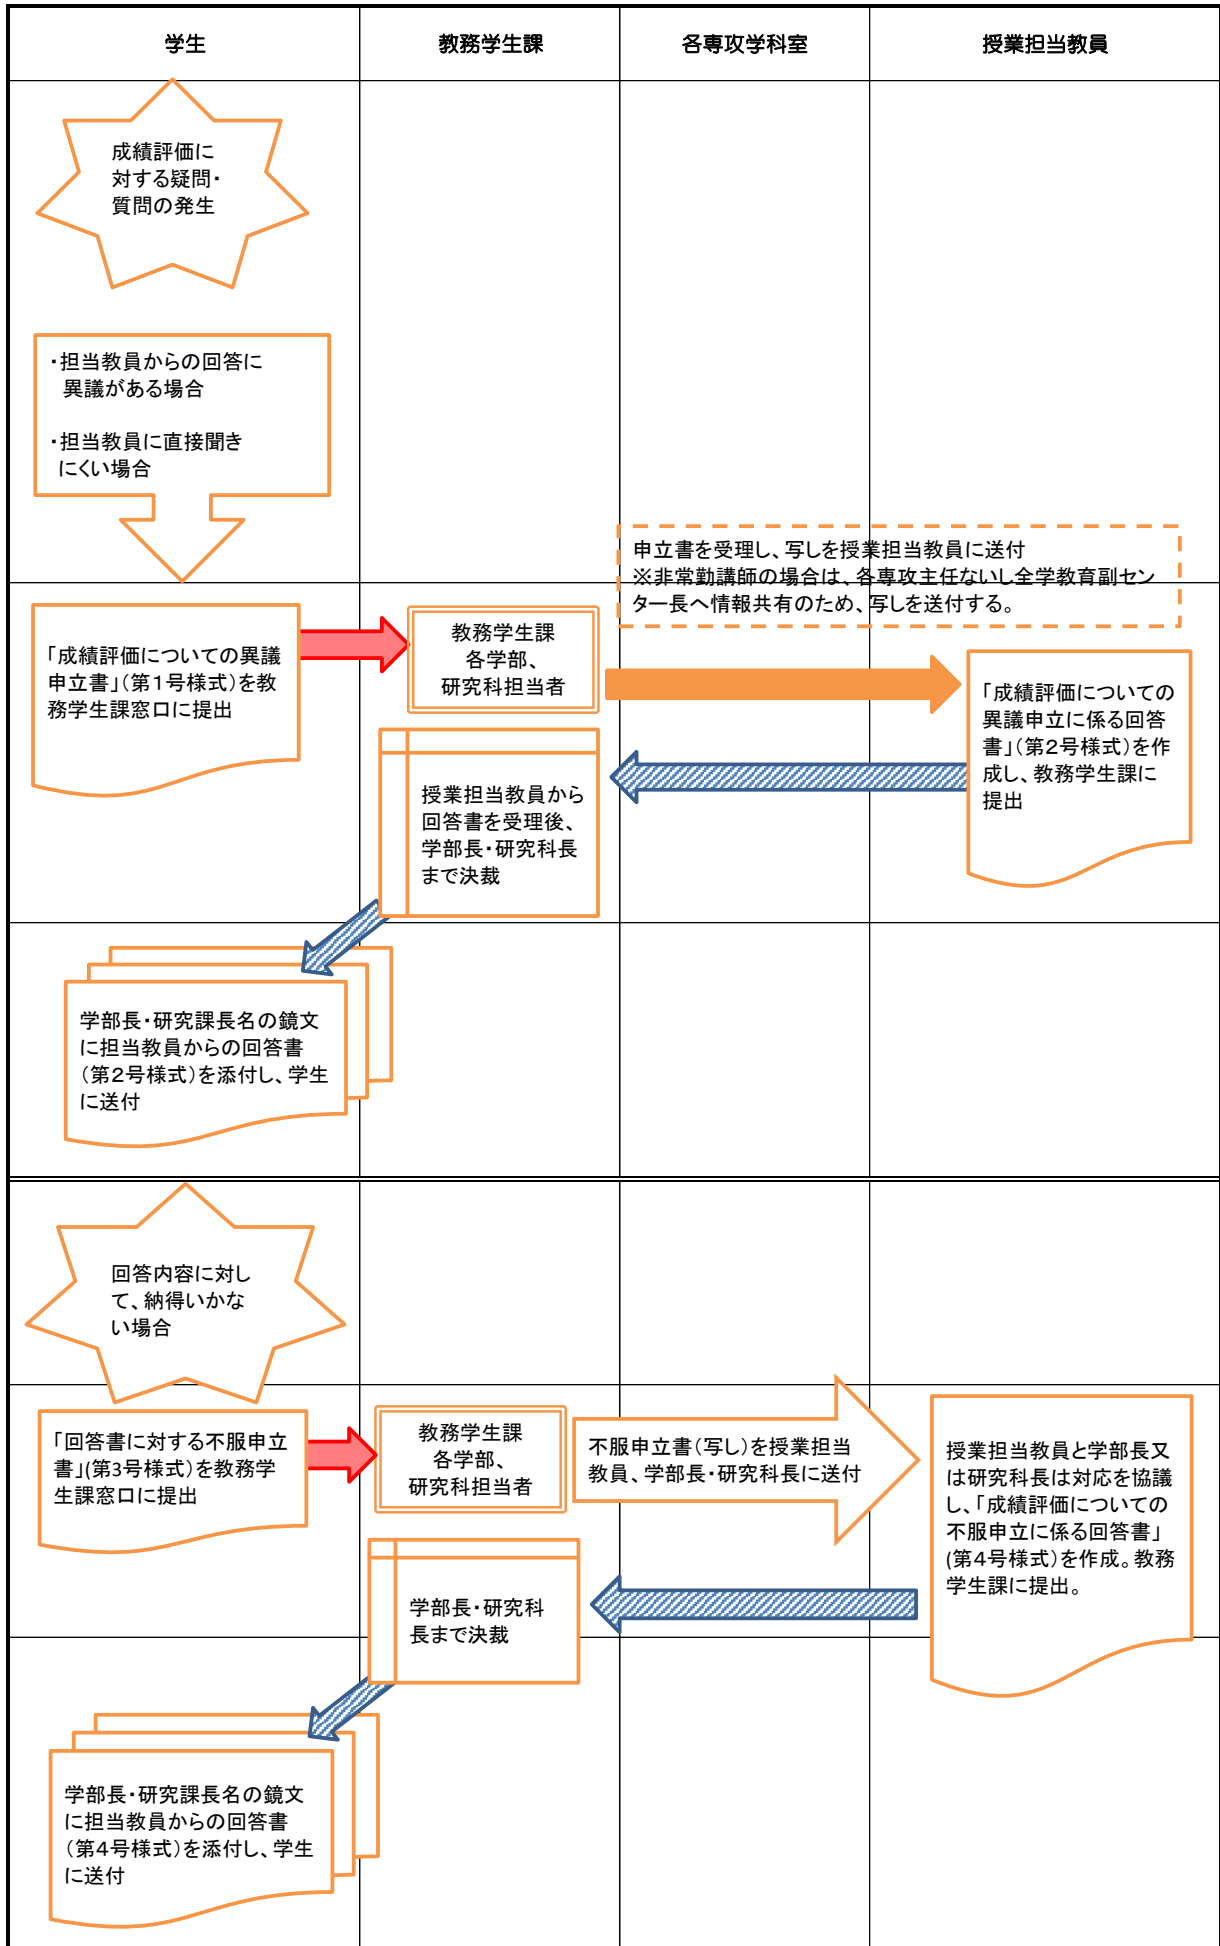 学生
教務学生課
各専攻学科室
授業担当教員
成績評価に
対する疑問・
質問の発生
・担当教員からの回答に
異議がある場合
・担当教員に直接聞き
にくい場合
申立書を受理し、写しを授業担当教員に送付
※非常勤講師の場合は、各専攻主任ないし全学教育副セン
ター長へ情報共有のため、写しを送付する。
「成績評価についての異議
申立書」(第1号様式)を教
務学生課窓口に提出
教務学生課
各学部、
研究科担当者
「成績評価についての
異議申立に係る回答
書」(第2号様式)を作
成し、教務学生課に
提出
授業担当教員から
回答書を受理後、
学部長・研究科長
まで決裁
学部長・研究課長名の鏡文
に担当教員からの回答書
(第2号様式)を添付し、学生
に送付
回答内容に対し
て、納得いかな
い場合
「回答書に対する不服申立
書」(第3号様式)を教務学
生課窓口に提出
教務学生課
各学部、
研究科担当者
不服申立書(写し)を授業担当
教員、学部長・研究科長に送付
授業担当教員と学部長又
は研究科長は対応を協議
し、「成績評価についての
不服申立に係る回答書」
(第4号様式)を作成。教務
学生課に提出。
学部長・研究科
長まで決裁
学部長・研究課長名の鏡文
に担当教員からの回答書
(第4号様式)を添付し、学生
に送付